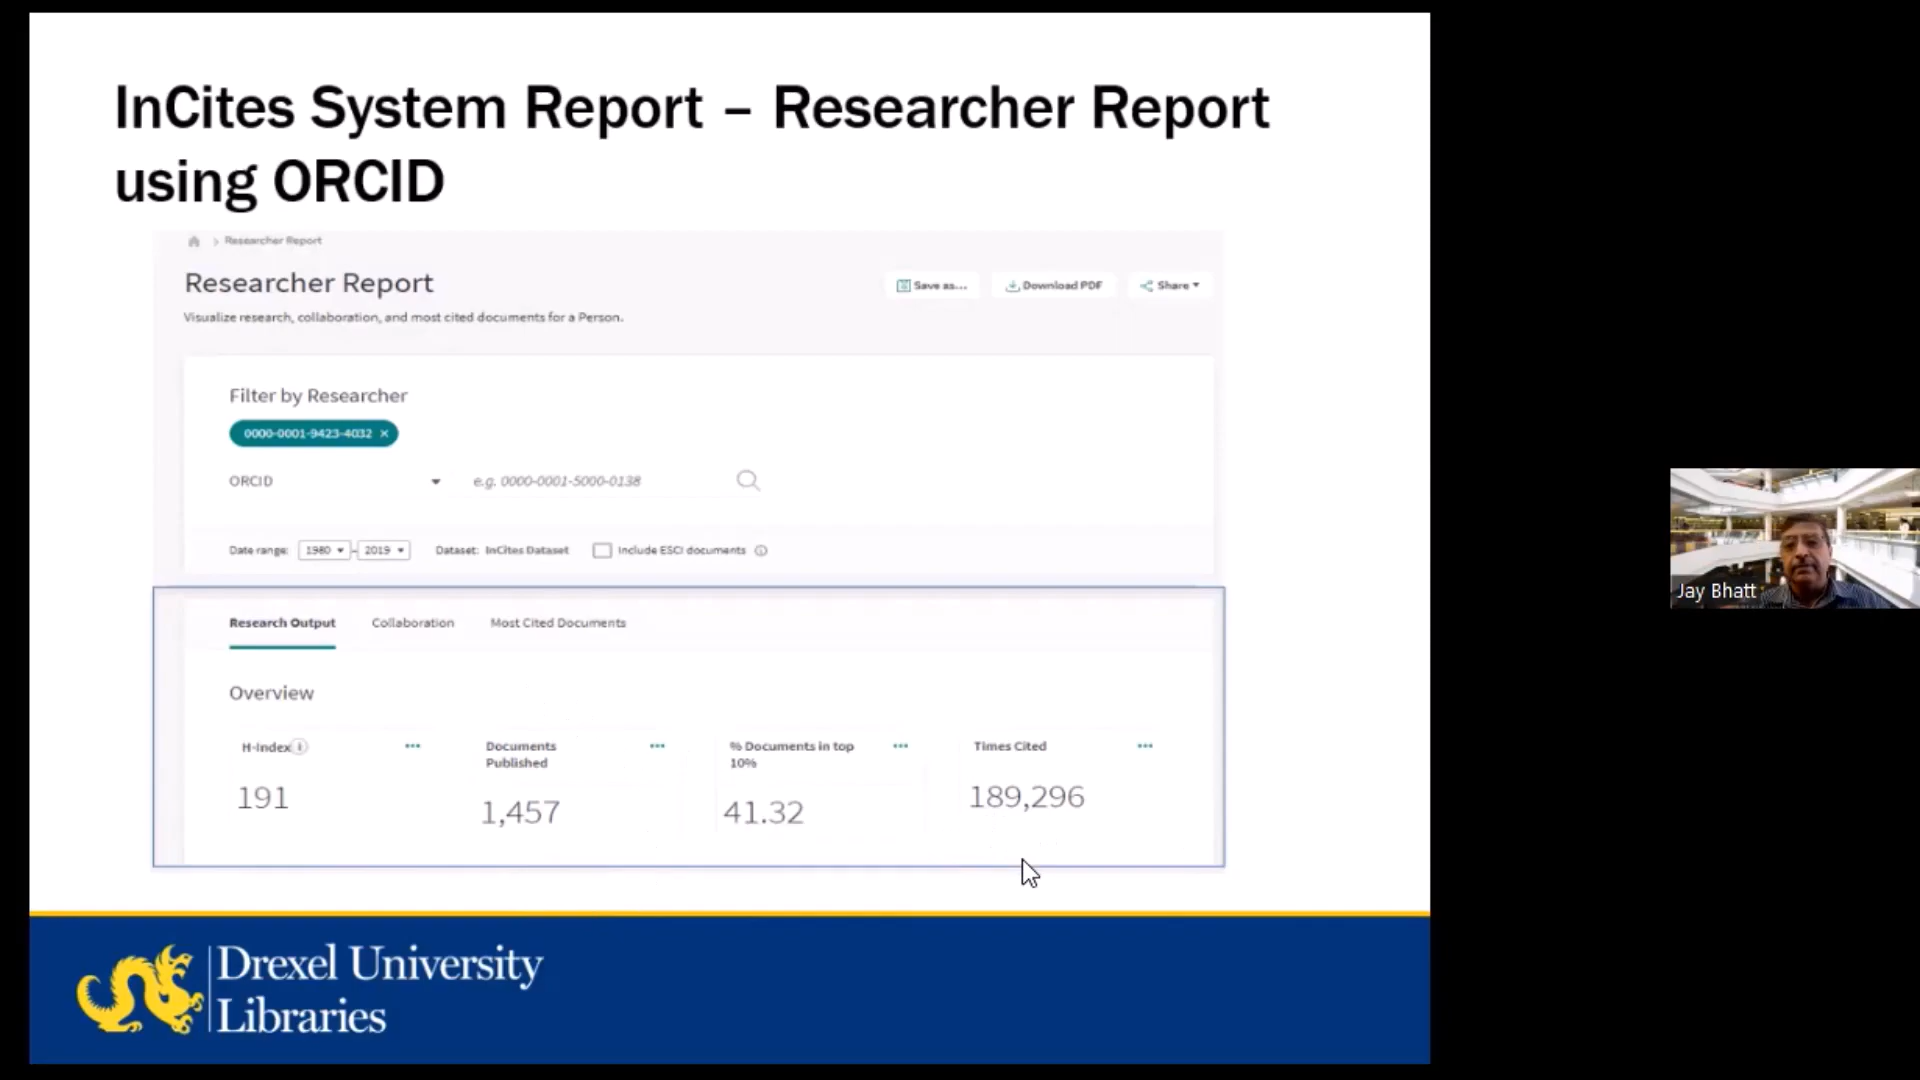 InCites System Report – Researcher Report
using ORCID
Researcher Report
Researcher Report
Save as...
Download PDF
Share
Visualize research, collaboration, and most cited documents for a Person.
Filter by Researcher
0000-0001-9423-4032 ×
ORCID
e.g. 0000-0001-5000-0138
Date range: 1980 - 2019 Dataset: InCites Dataset Include ESCI documents
Research Output Collaboration Most Cited Documents
Overview
H-Index
191
Documents
Published
1,457
% Documents in top
10%
41.32
Times Cited
189,296
Drexel University
Libraries
Jay Bhatt